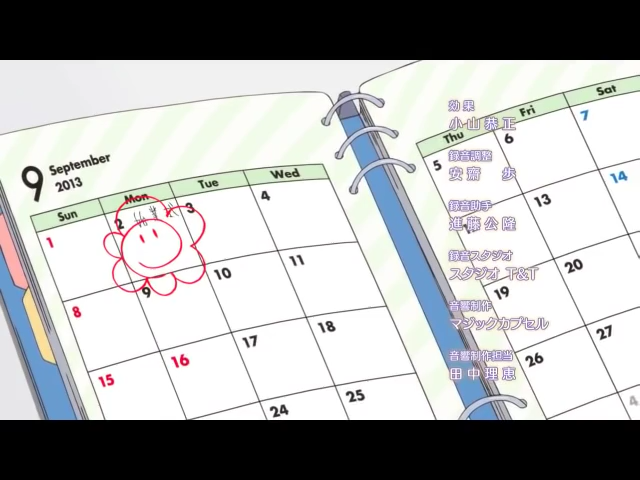 9
September
2013
Sun Mon Tue Wed
1 2 3 4
8 9 10 11
15 16 17 18
24 25
Thu Fri Sat
5 6 7
13 14
19 20
26 27
4
効果
小山恭正
録音調整
安齋 歩
録音助手
進藤公隆
録音スタジオ
スタジオ T&T
音響制作
マジックカプセル
音響制作担当
田中理恵